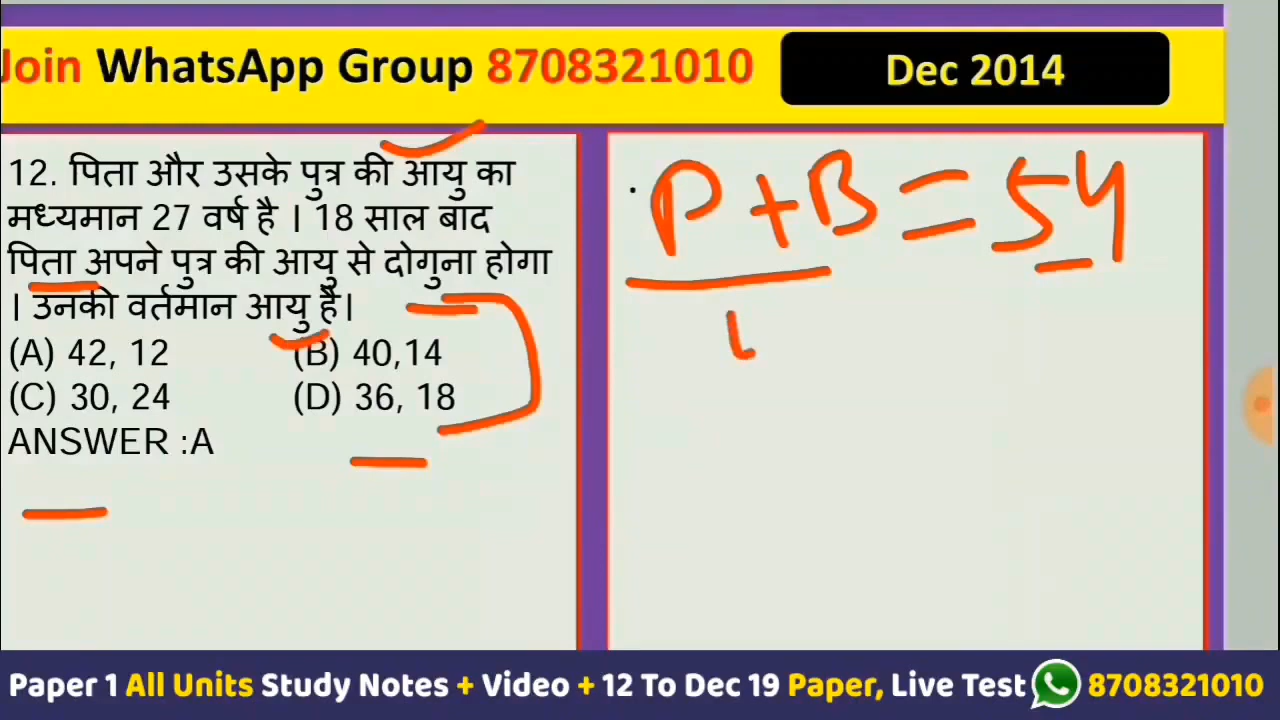 Join WhatsApp Group 8708321010
Dec 2014
12. पिता और उसके पुत्र की आयु का
मध्यमान 27 वर्ष है । 18 साल बाद
पिता अपने पुत्र की आयु से दोगुना होगा
। उनकी वर्तमान आयु है।
(A) 42, 12 (B) 40,14
(C) 30, 24 (D) 36, 18
ANSWER :A
P + B = 54
Paper 1 All Units Study Notes + Video + 12 To Dec 19 Paper, Live Test 8708321010